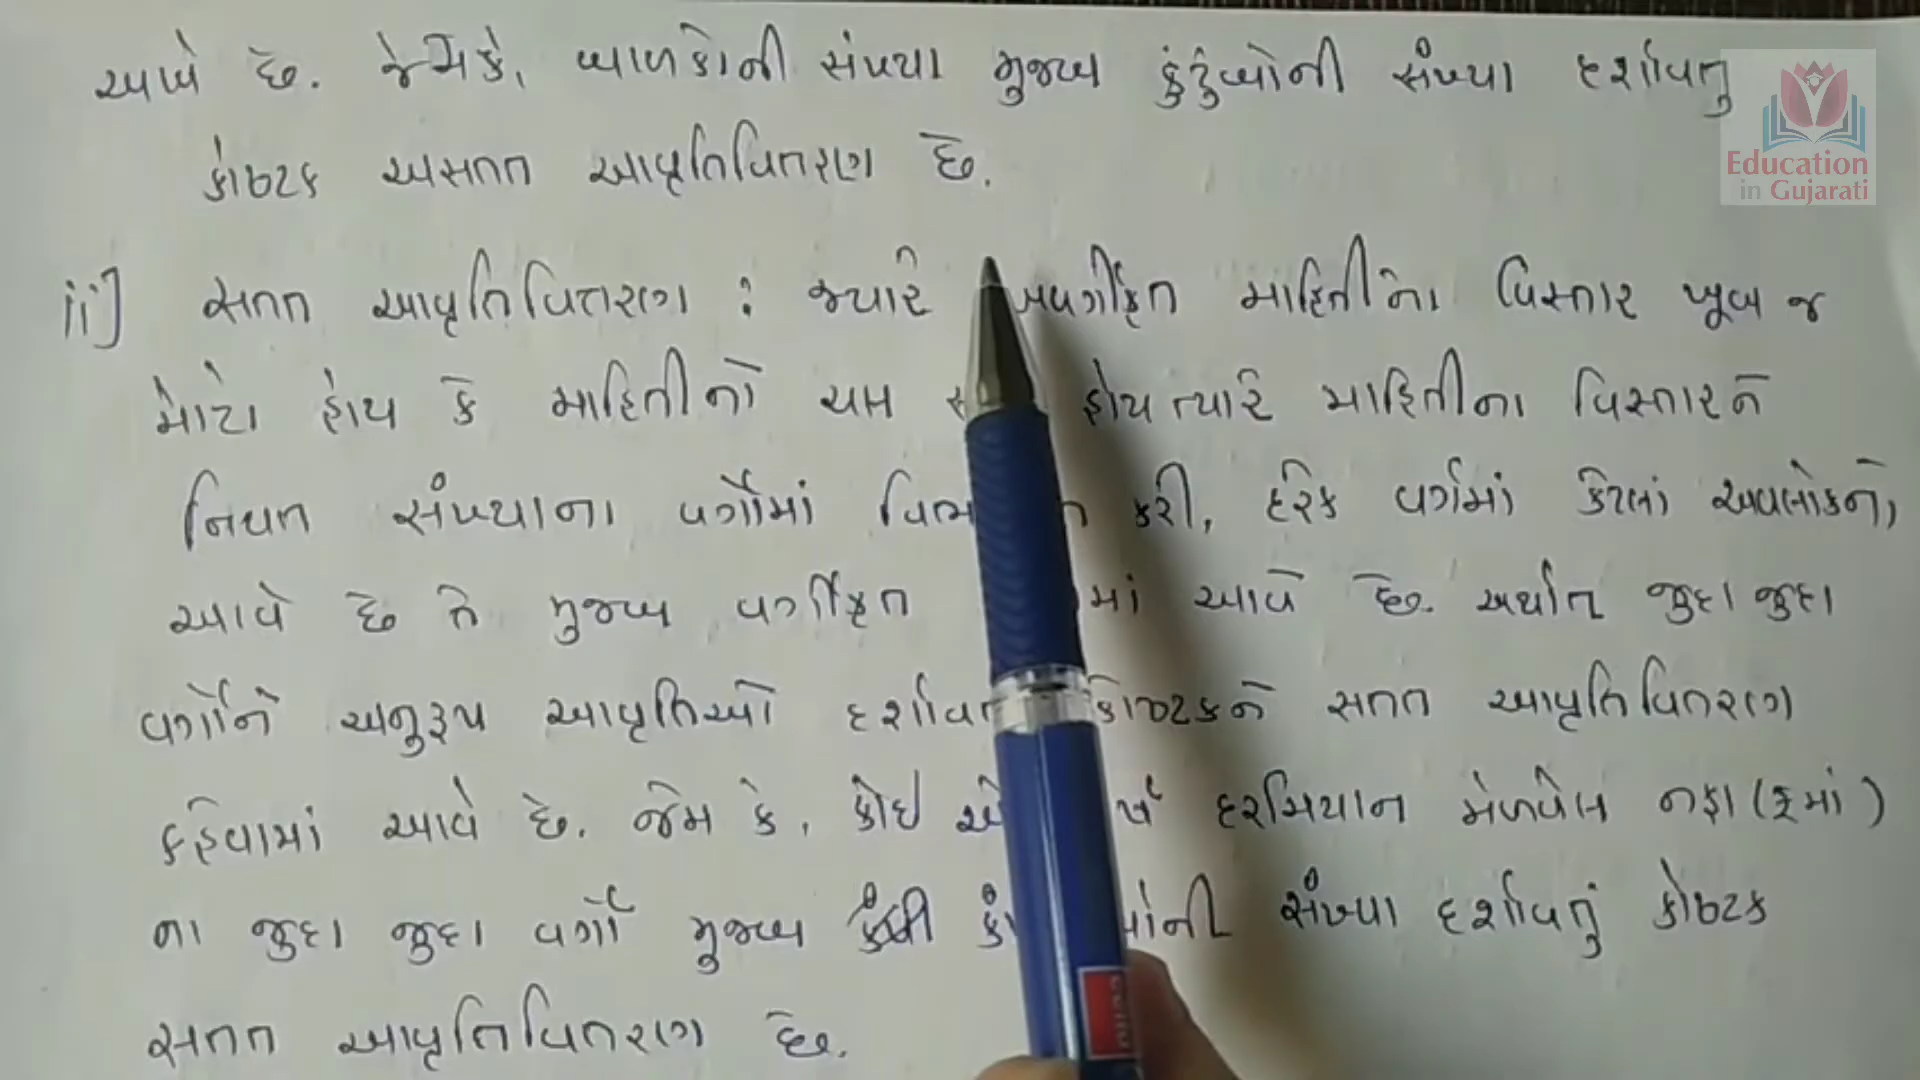 આવે છે. જેમકે, બાળકોની સંખ્યા મુજબ કુંટુંબોની સંખ્યા દર્શાવતુ
કોષ્ટક અસતત આવૃતિવિતરણ છે.
ii] સતત આવૃતિવિતરણ : જ્યારે અવર્ગીકૃત માહિતીનો વિસ્તાર ખૂબ જ
મોટો હોય કે માહિતીનો ચલ હોય ત્યારે માહિતીના વિસ્તારને
નિયત સંખ્યાના વર્ગોમાં કરી, દરેક વર્ગમાં કેટલાં અવલોકનો
આવે છે તે મુજબ વર્ગીકૃત આવે છે. અર્થાત જુદા જુદા
વર્ગોને અનુરૂપ આવૃતિઓ દર્શાવતા કોષ્ટકને સતત આવૃતિવિતરણ
કહેવામાં આવે છે. જેમ કે, કોઇ દરમિયાન મેળવેલ નફા (રૂમાં)
ના જુદા જુદા વર્ગો મુજબ સંખ્યા દર્શાવતું કોષ્ટક
સતત આવૃતિવિતરણ છે.
Education
in Gujarati